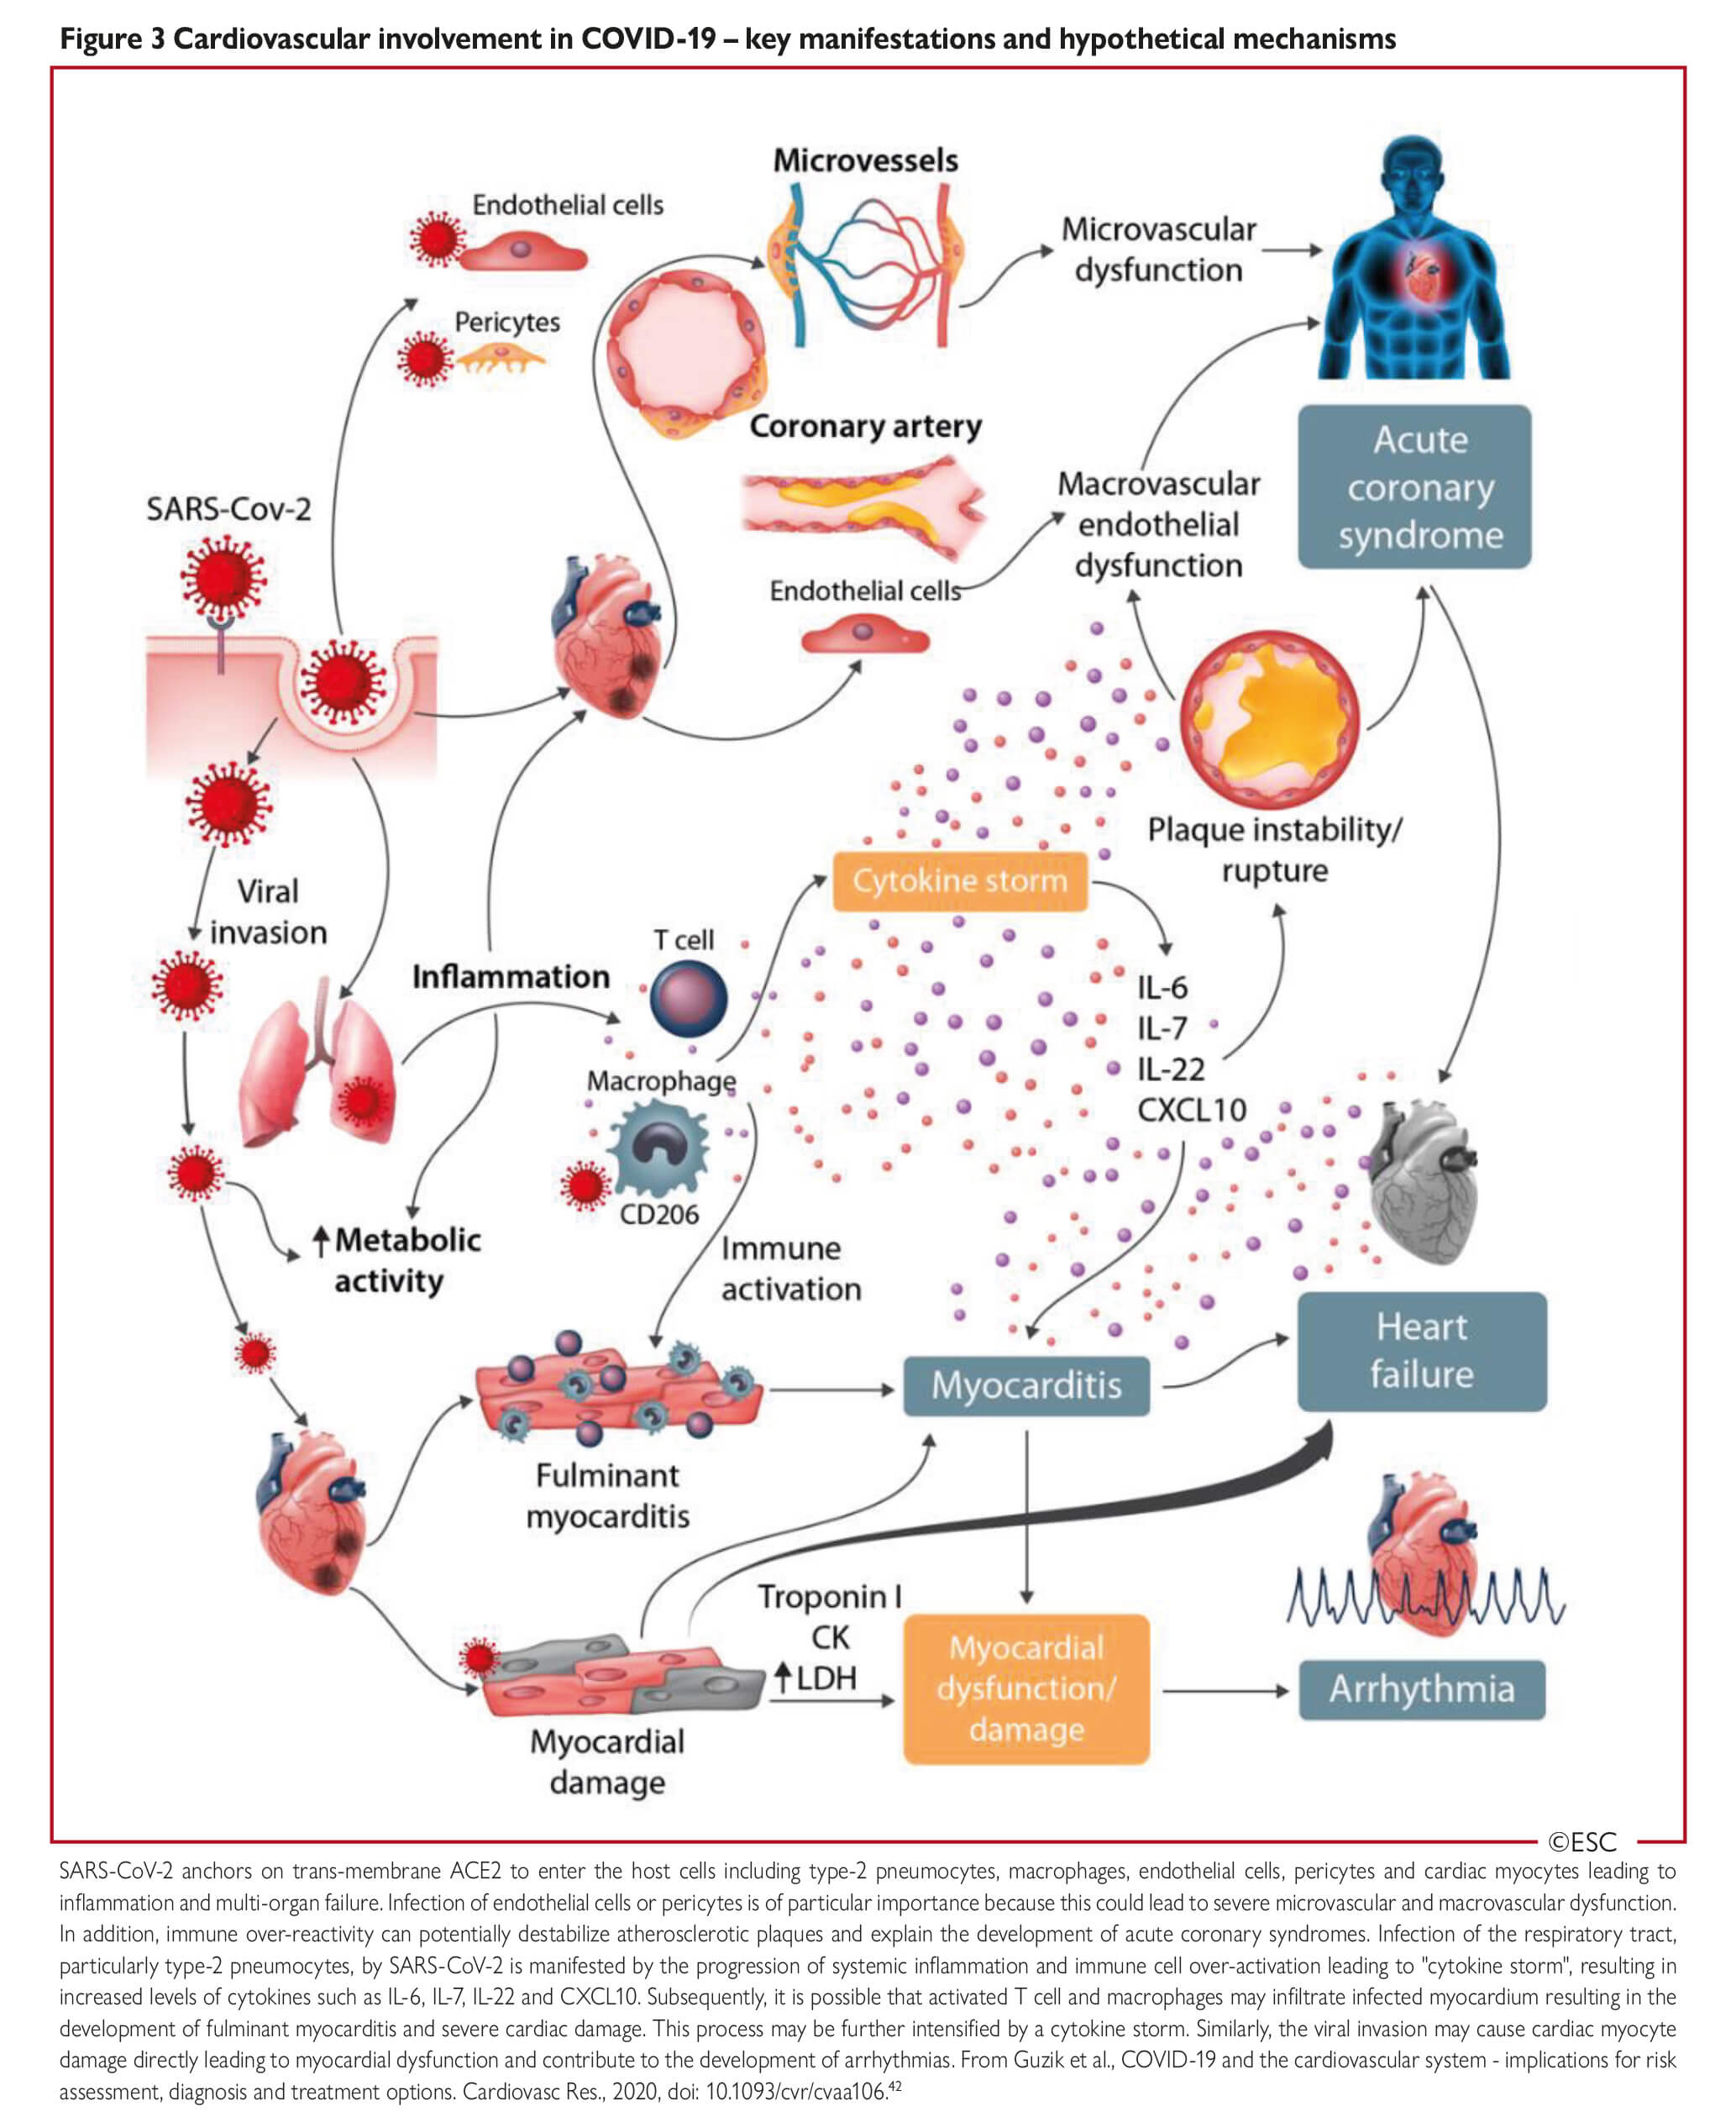 Figure 3 Cardiovascular involvement in COVID-19 – key manifestations and hypothetical mechanisms
Microvessels
Endothelial cells
Microvascular
dysfunction
Pericytes
Coronary artery
Acute
coronary
syndrome
Macrovascular
endothelial
dysfunction
SARS-Cov-2
Endothelial cells
Plaque instability/
rupture
Cytokine storm
Viral
invasion
T cell
Inflammation
IL-6
IL-7
IL-22
CXCL10
Macrophage
CD206
↑Metabolic
activity
Immune
activation
Heart
failure
Myocarditis
Fulminant
myocarditis
Troponin I
CK
↑LDH
Myocardial
dysfunction/
damage
Arrhythmia
Myocardial
damage
©ESC
SARS-CoV-2 anchors on trans-membrane ACE2 to enter the host cells including type-2 pneumocytes, macrophages, endothelial cells, pericytes and cardiac myocytes leading to
inflammation and multi-organ failure. Infection of endothelial cells or pericytes is of particular importance because this could lead to severe microvascular and macrovascular dysfunction.
In addition, immune over-reactivity can potentially destabilize atherosclerotic plaques and explain the development of acute coronary syndromes. Infection of the respiratory tract,
particularly type-2 pneumocytes, by SARS-CoV-2 is manifested by the progression of systemic inflammation and immune cell over-activation leading to "cytokine storm", resulting in
increased levels of cytokines such as IL-6, IL-7, IL-22 and CXCL10. Subsequently, it is possible that activated T cell and macrophages may infiltrate infected myocardium resulting in the
development of fulminant myocarditis and severe cardiac damage. This process may be further intensified by a cytokine storm. Similarly, the viral invasion may cause cardiac myocyte
damage directly leading to myocardial dysfunction and contribute to the development of arrhythmias. From Guzik et al., COVID-19 and the cardiovascular system - implications for risk
assessment, diagnosis and treatment options. Cardiovasc Res., 2020, doi: 10.1093/cvr/cvaa106.⁴²